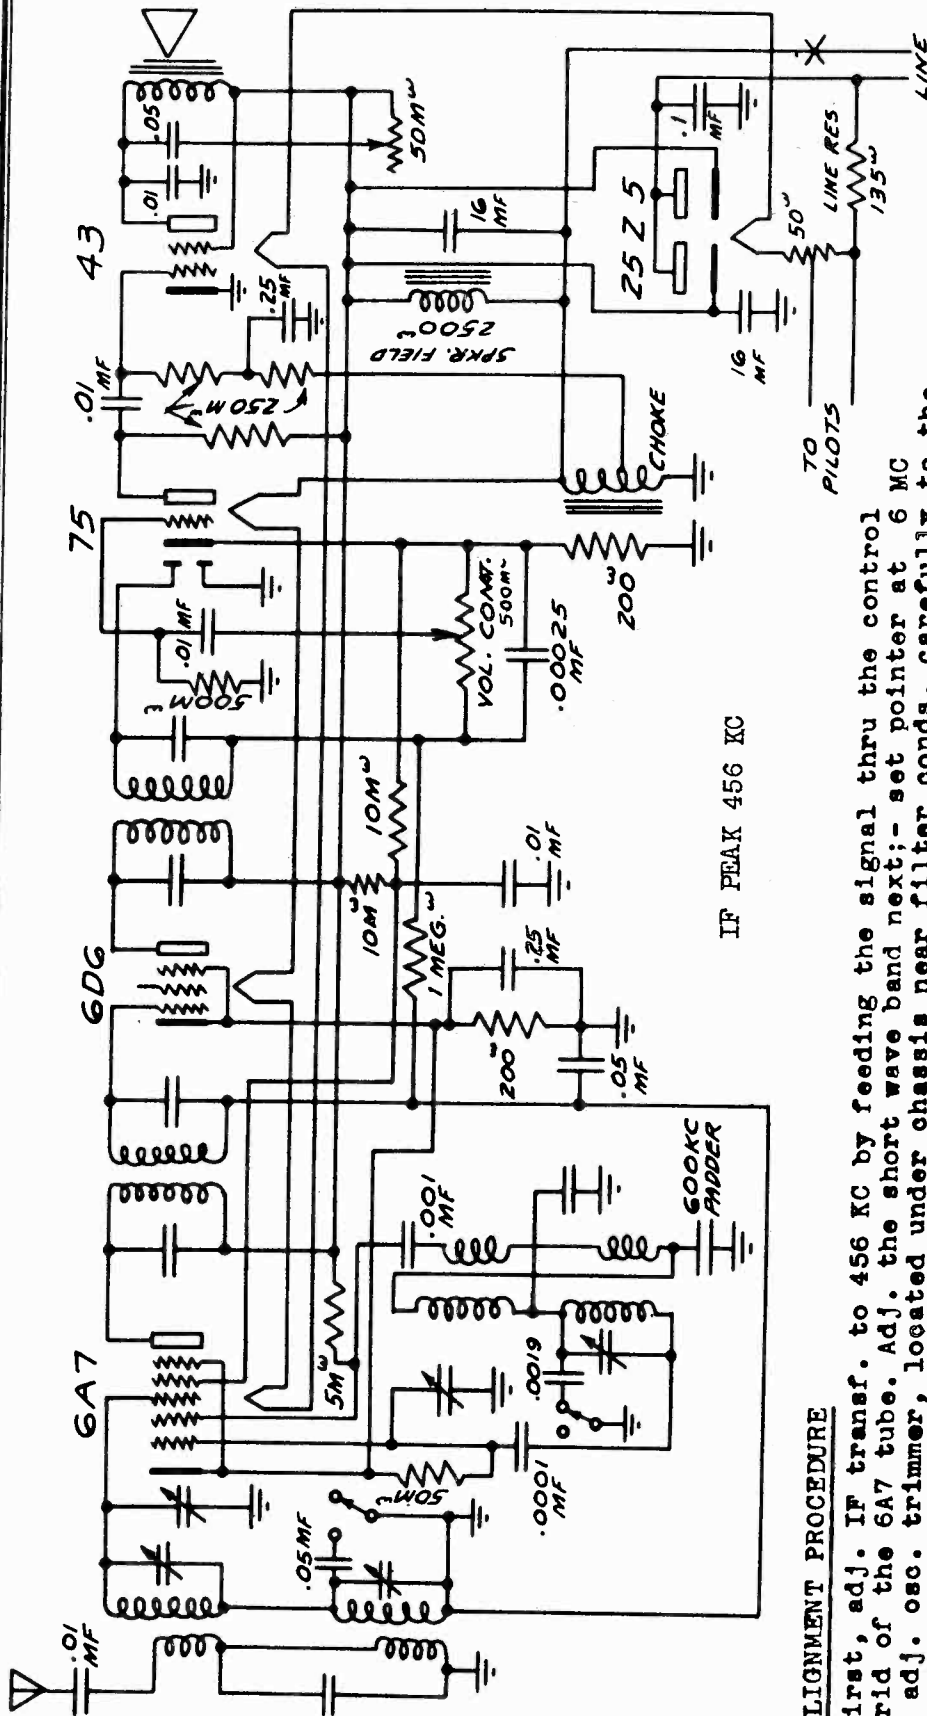 6A7
6D6
75
43
.01
MF
.01
MF
.01
.05
500M ω
.01 MF
250M ω
.25
MF
50M ω
.05MF
50M ω
5M ω
10M ω
10M ω
1 MEG. ω
VOL. CONT.
500M ω
.00025
MF
SPKR. FIELD
2500 ω
16
MF
.001
MF
200 ω
.25
MF
.01
MF
.05
MF
200 ω
CHOKE
25Z5
.1
MF
16
MF
.0001
MF
.0019
600KC
PADDER
IF PEAK 456 KC
50 ω
LINE RES
135 ω
TO
PILOTS
LINE
LIGNMENT PROCEDURE
irst, adj. IF transf. to 456 KC by feeding the signal thru the control
rid of the 6A7 tube. Adj. the short wave band next;- set pointer at 6 MC
adj. osc. trimmer, located under chassis near filter conds. carefully to the